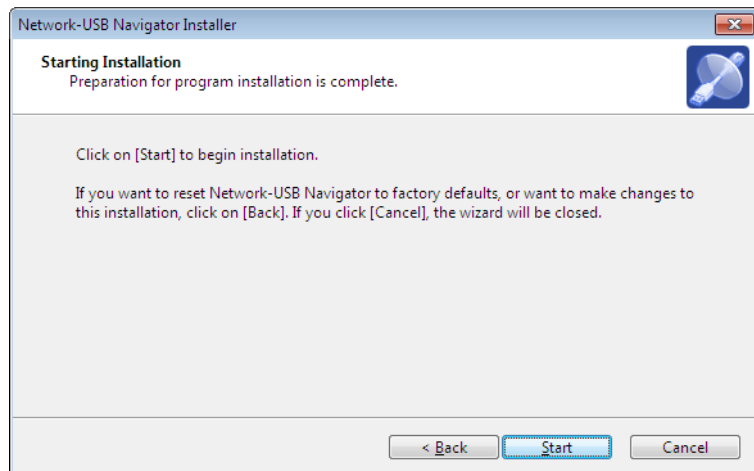 Network-USB Navigator Installer
Starting Installation
Preparation for program installation is complete.
Click on [Start] to begin installation.
If you want to reset Network-USB Navigator to factory defaults, or want to make changes to
this installation, click on [Back]. If you click [Cancel], the wizard will be closed.
< Back Start Cancel